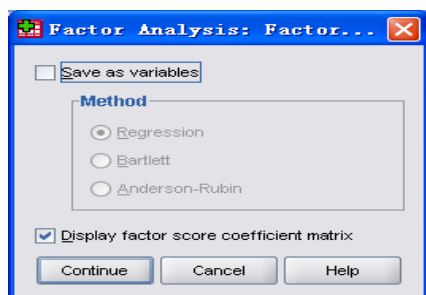 Factor Analysis: Factor...
Save as variables
Method
Regression
Bartlett
Anderson-Rubin
Display factor score coefficient matrix
Continue Cancel Help